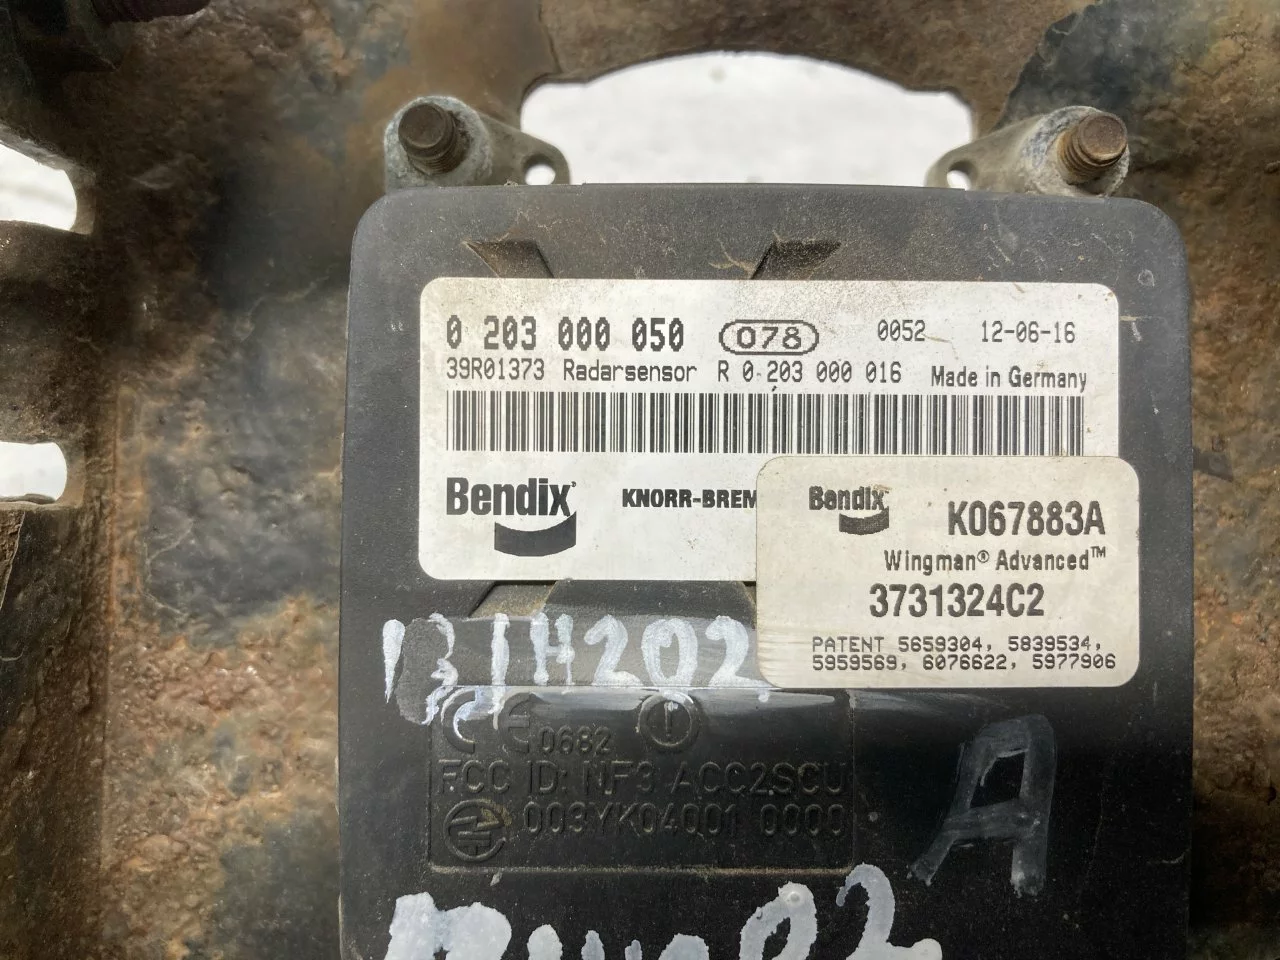 0 203 000 050 078 0052 12-06-16
39R01373 Radarsensor R 0 203 000 016 Made in Germany
Bendix KNORR-BREM
Bendix K067883A
Wingman® Advanced™
3731324C2
PATENT 5659304, 5839534,
5959569, 6076622, 5977906
H202
CE 0682
FCC ID: NF3 ACC2SCU
003YK04001 0000
A